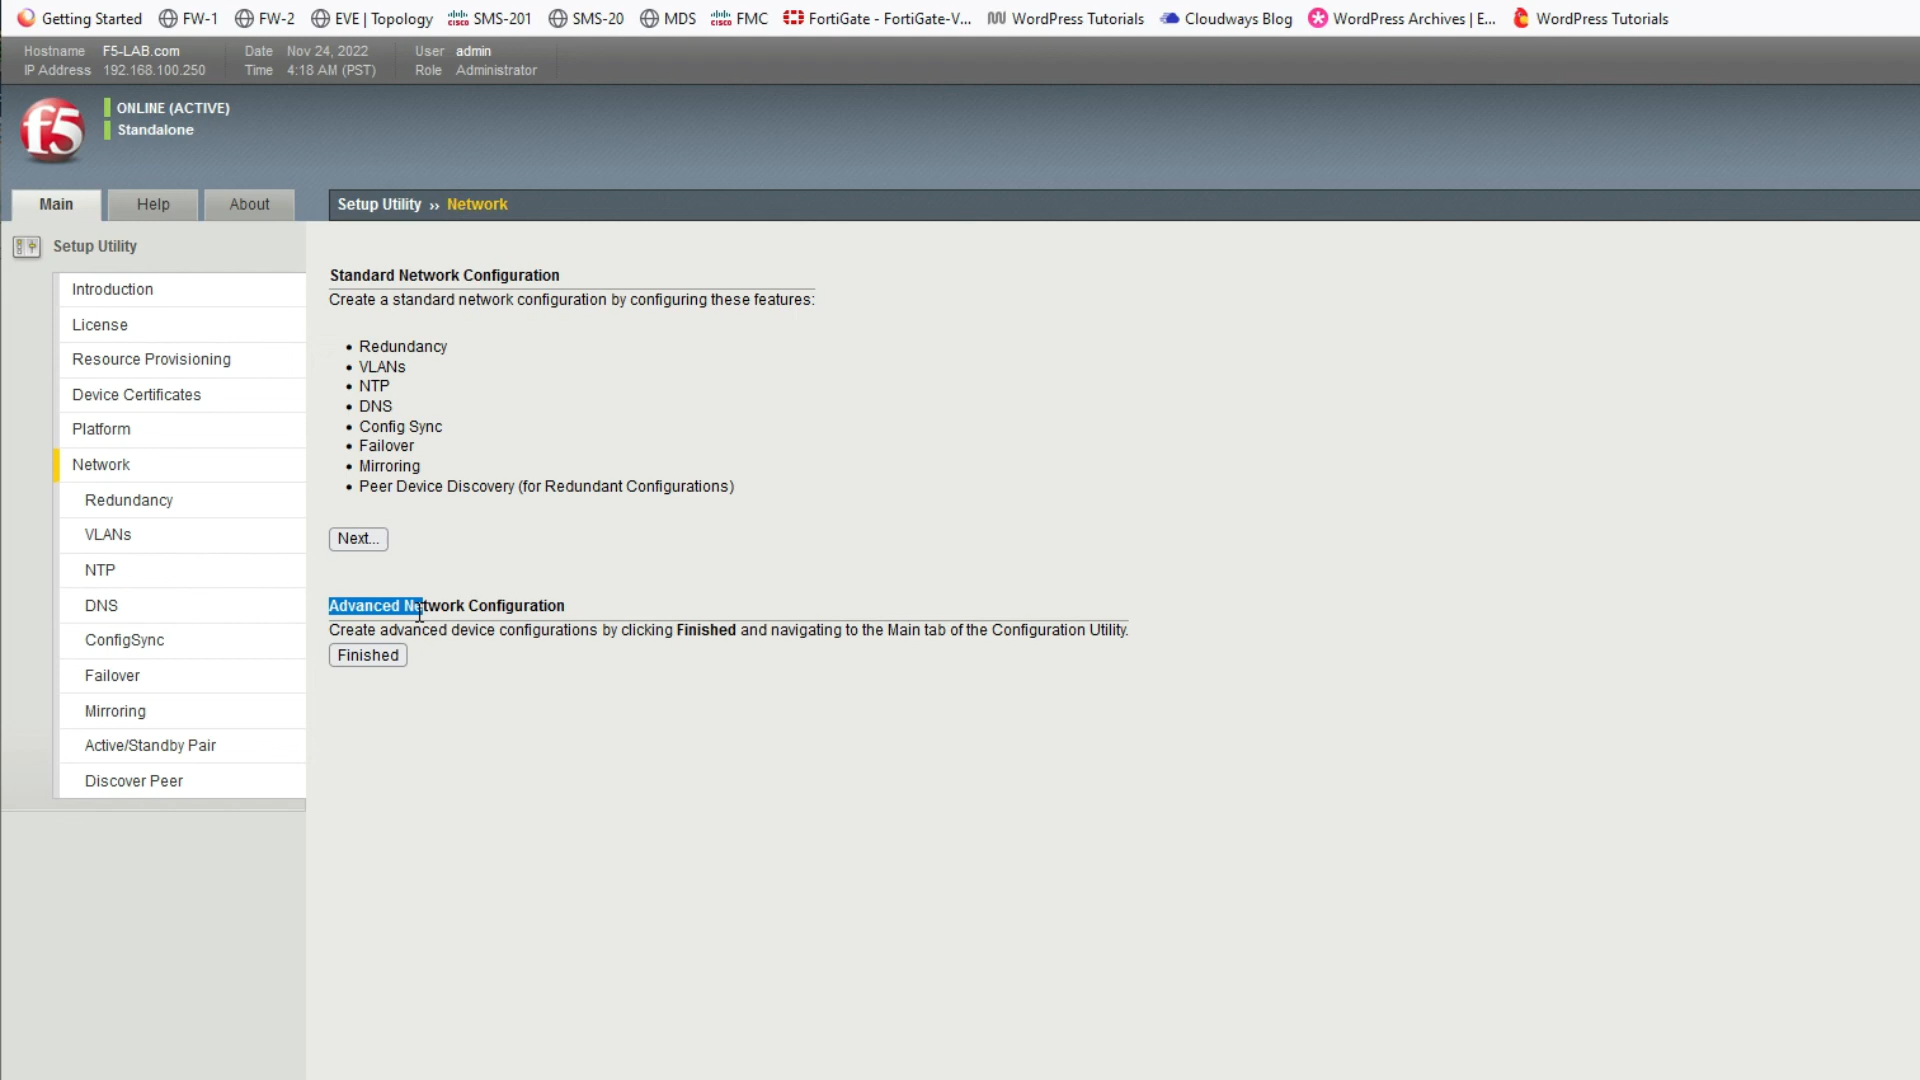 Getting Started FW-1 FW-2 EVE | Topology SMS-201 SMS-20 MDS FMC FortiGate - FortiGate-V... WordPress Tutorials Cloudways Blog WordPress Archives | E... WordPress Tutorials
Hostname F5-LAB.com Date Nov 24, 2022 User admin
IP Address 192.168.100.250 Time 4:18 AM (PST) Role Administrator
f5
ONLINE (ACTIVE)
Standalone
Main Help About
Setup Utility ›› Network
Setup Utility
Introduction
License
Resource Provisioning
Device Certificates
Platform
Network
Redundancy
VLANs
NTP
DNS
ConfigSync
Failover
Mirroring
Active/Standby Pair
Discover Peer
Standard Network Configuration
Create a standard network configuration by configuring these features:
• Redundancy
• VLANs
• NTP
• DNS
• Config Sync
• Failover
• Mirroring
• Peer Device Discovery (for Redundant Configurations)
Next...
Advanced Network Configuration
Create advanced device configurations by clicking Finished and navigating to the Main tab of the Configuration Utility.
Finished